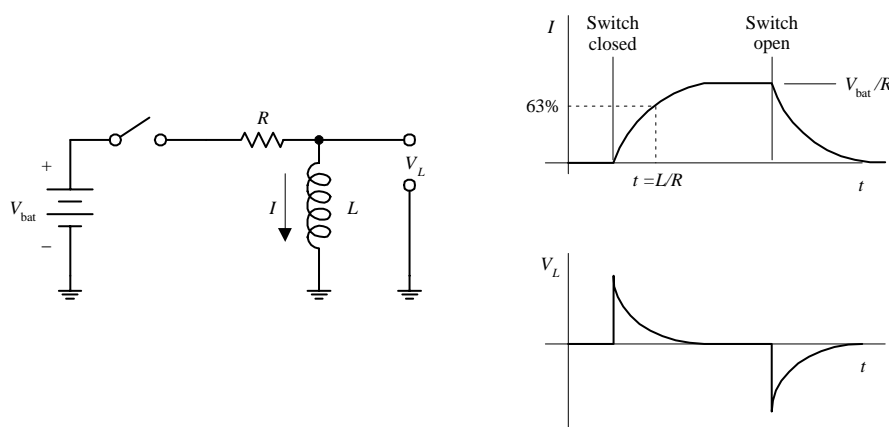 R
+
V_bat
−
I
L
V_L
I
Switch
closed
Switch
open
V_bat /R
63%
t =L/R
t
V_L
t